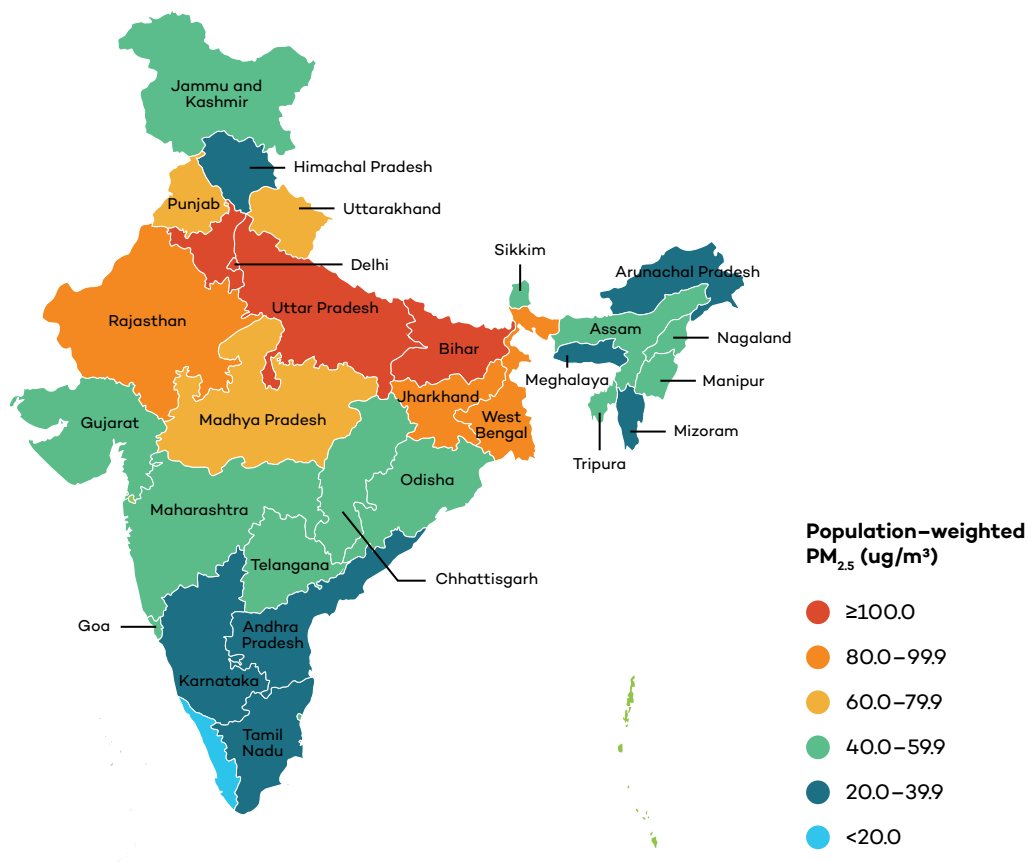 Jammu and
Kashmir
Himachal Pradesh
Punjab
Uttarakhand
Sikkim
Delhi
Arunachal Pradesh
Uttar Pradesh
Rajasthan
Assam
Nagaland
Bihar
Meghalaya
Manipur
Jharkhand
Gujarat
Madhya Pradesh
West
Bengal
Mizoram
Tripura
Odisha
Maharashtra
Telangana
Chhattisgarh
Goa
Andhra
Pradesh
Karnataka
Tamil
Nadu
Population–weighted
PM2.5 (ug/m³)
≥100.0
80.0–99.9
60.0–79.9
40.0–59.9
20.0–39.9
<20.0